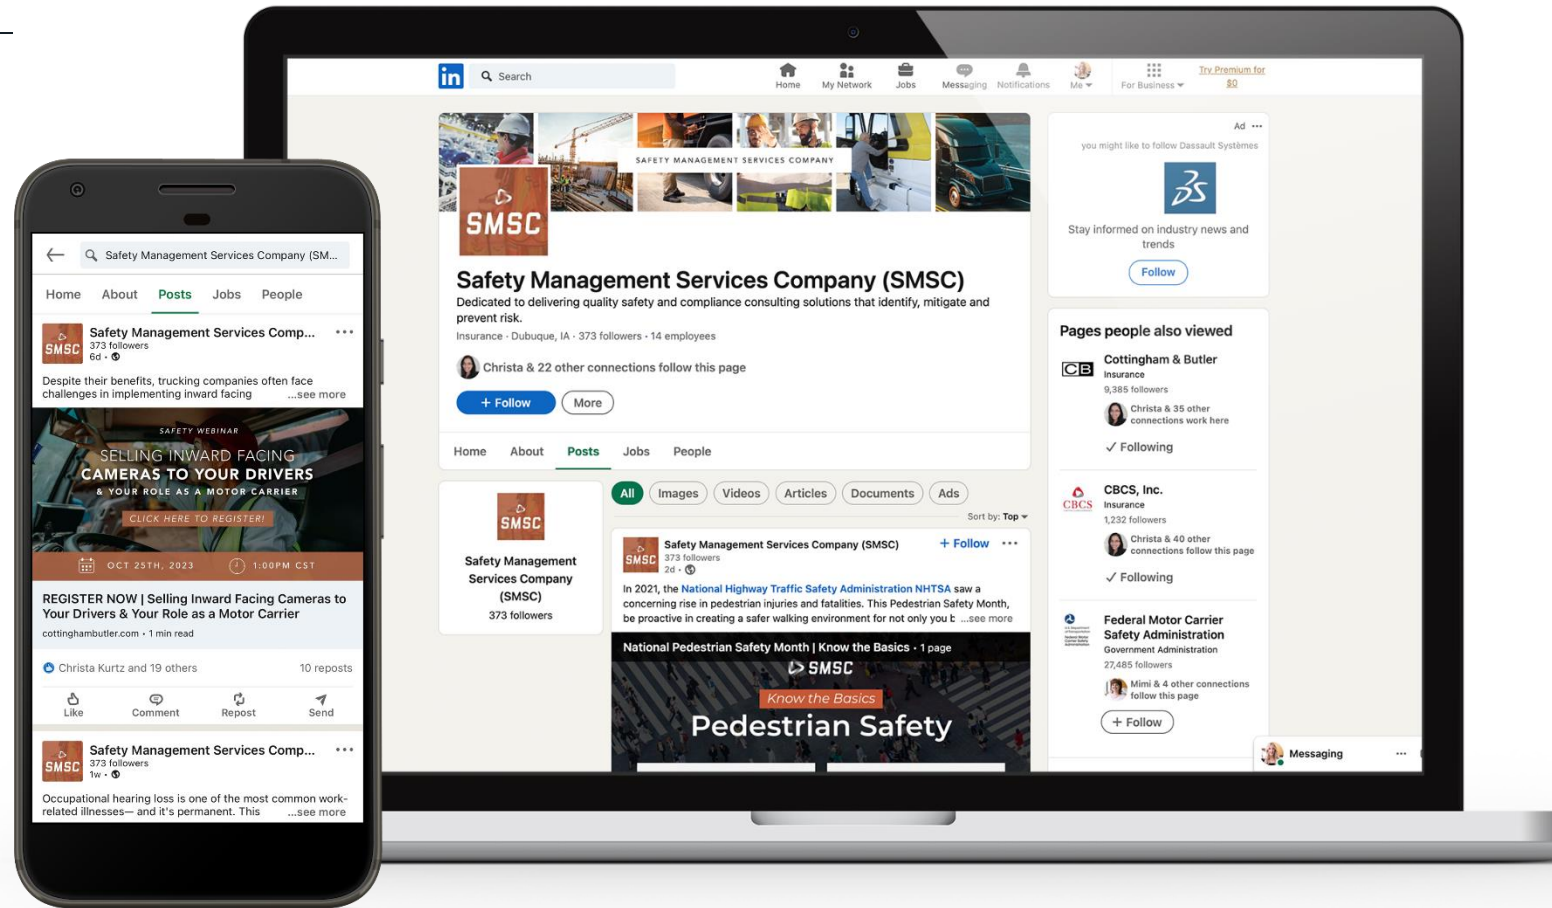 Safety Management Services Company (SM...
Home About Posts Jobs People
SMSC
Safety Management Services Comp...
373 followers
6d •
Despite their benefits, trucking companies often face
challenges in implementing inward facing ...see more
SAFETY WEBINAR
SELLING INWARD FACING
CAMERAS TO YOUR DRIVERS
& YOUR ROLE AS A MOTOR CARRIER
CLICK HERE TO REGISTER!
OCT 25TH, 2023 1:00PM CST
REGISTER NOW | Selling Inward Facing Cameras to
Your Drivers & Your Role as a Motor Carrier
cottinghambutler.com • 1 min read
Christa Kurtz and 19 others 10 reposts
Like Comment Repost Send
SMSC
Safety Management Services Comp...
373 followers
1w •
Occupational hearing loss is one of the most common work-
related illnesses— and it's permanent. This ...see more
in
Search
Home My Network Jobs Messaging Notifications Me For Business Try Premium for
$0
SAFETY MANAGEMENT SERVICES COMPANY
SMSC
Safety Management Services Company (SMSC)
Dedicated to delivering quality safety and compliance consulting solutions that identify, mitigate and
prevent risk.
Insurance · Dubuque, IA · 373 followers · 14 employees
Christa & 22 other connections follow this page
+ Follow More
Home About Posts Jobs People
SMSC
Safety Management
Services Company
(SMSC)
373 followers
All Images Videos Articles Documents Ads
Sort by: Top
SMSC
Safety Management Services Company (SMSC) + Follow
373 followers
2d •
In 2021, the National Highway Traffic Safety Administration NHTSA saw a
concerning rise in pedestrian injuries and fatalities. This Pedestrian Safety Month,
be proactive in creating a safer walking environment for not only you b ...see more
National Pedestrian Safety Month | Know the Basics • 1 page
SMSC
Know the Basics
Pedestrian Safety
Ad
you might like to follow Dassault Systèmes
Stay informed on industry news and
trends
Follow
Pages people also viewed
CB
Cottingham & Butler
Insurance
9,385 followers
Christa & 35 other
connections work here
✓ Following
CBCS
CBCS, Inc.
Insurance
1,232 followers
Christa & 40 other
connections follow this page
✓ Following
Federal Motor Carrier
Safety Administration
Government Administration
27,485 followers
Mimi & 4 other connections
follow this page
+ Follow
Messaging